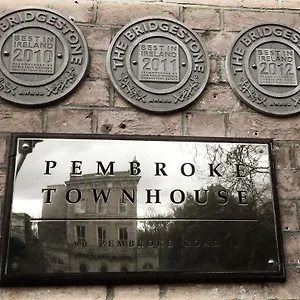 THE BRIDGESTONE
BEST IN
IRELAND
2010
THE BRIDGESTONE
BEST IN
IRELAND
2011
THE BRIDGESTONE
BEST IN
IRELAND
2012
PEMBROKE
TOWNHOUSE
90 PEMBROKE ROAD